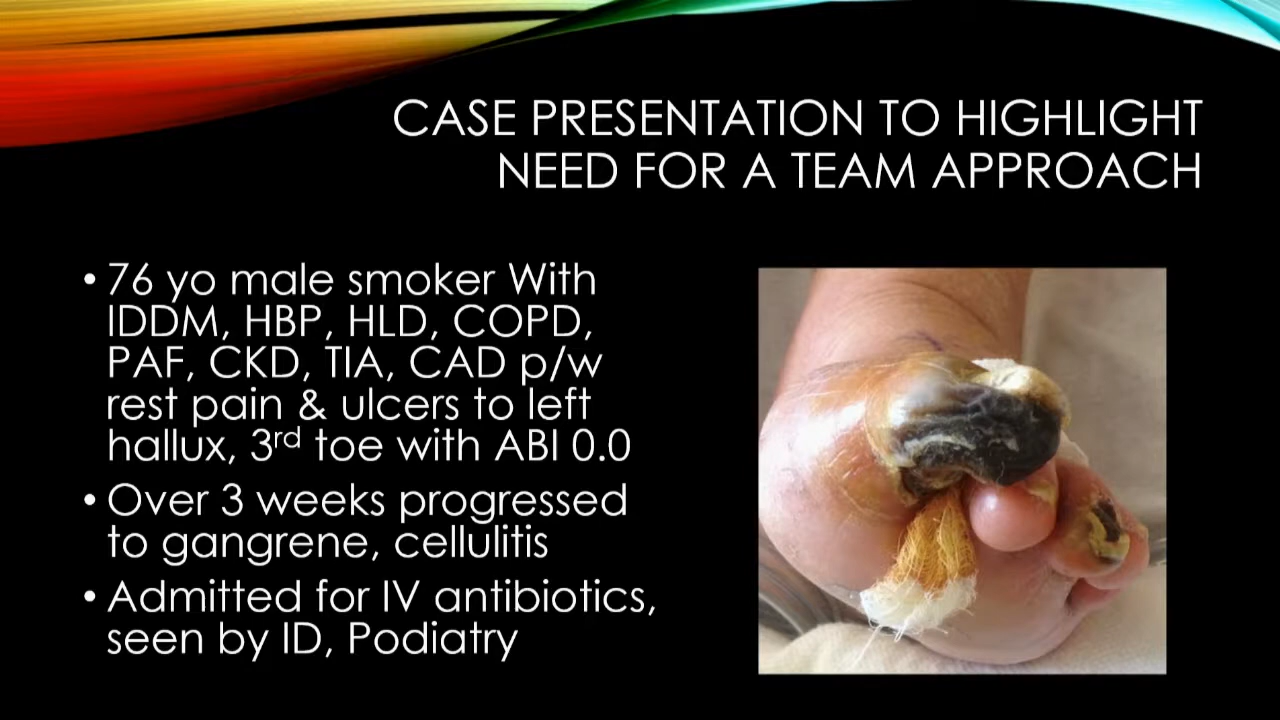 CASE PRESENTATION TO HIGHLIGHT
NEED FOR A TEAM APPROACH
• 76 yo male smoker With
IDDM, HBP, HLD, COPD,
PAF, CKD, TIA, CAD p/w
rest pain & ulcers to left
hallux, 3rd toe with ABI 0.0
• Over 3 weeks progressed
to gangrene, cellulitis
• Admitted for IV antibiotics,
seen by ID, Podiatry